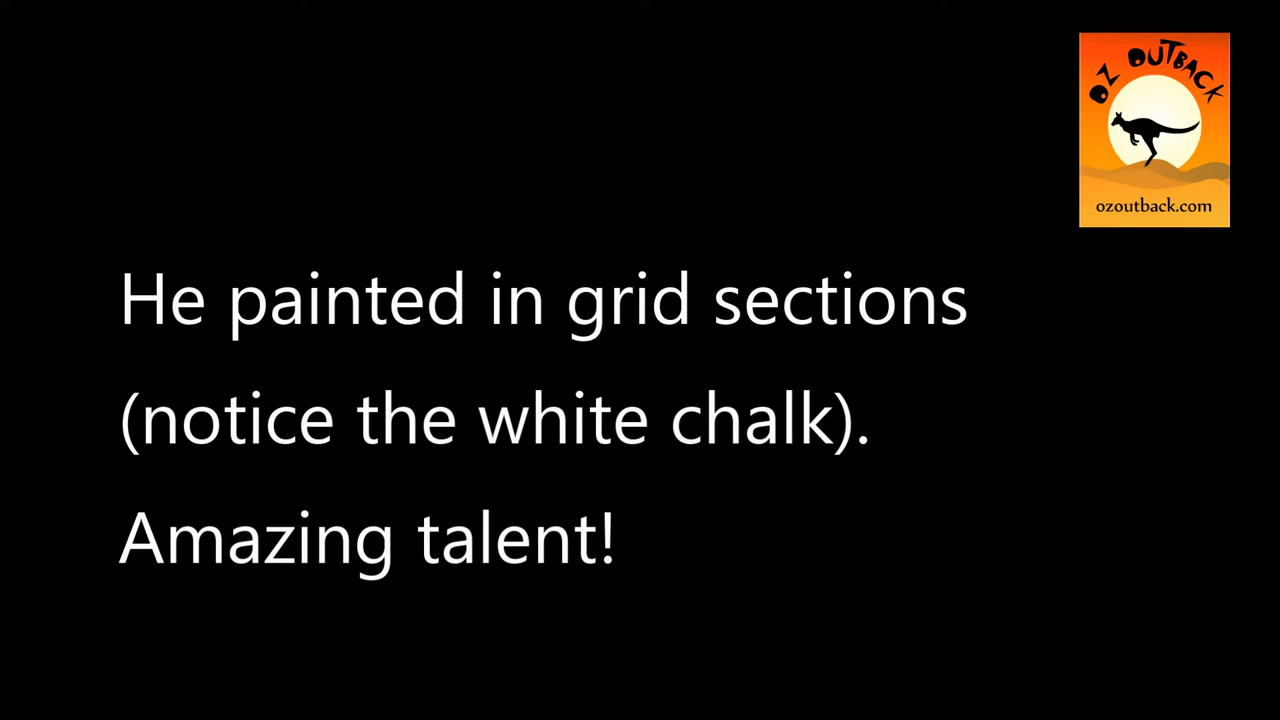 OZ OUTBACK
ozoutback.com
He painted in grid sections
(notice the white chalk).
Amazing talent!